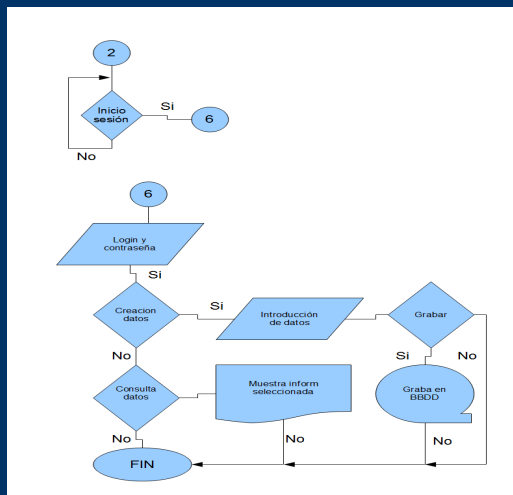 2
Inicio
sesión
Si
6
No
6
Login y
contraseña
Si
Creacion
datos
Si
Introducción
de datos
Grabar
No
Si
No
Consulta
datos
Muestra inform
seleccionada
Graba en
BBDD
No
No
No
FIN